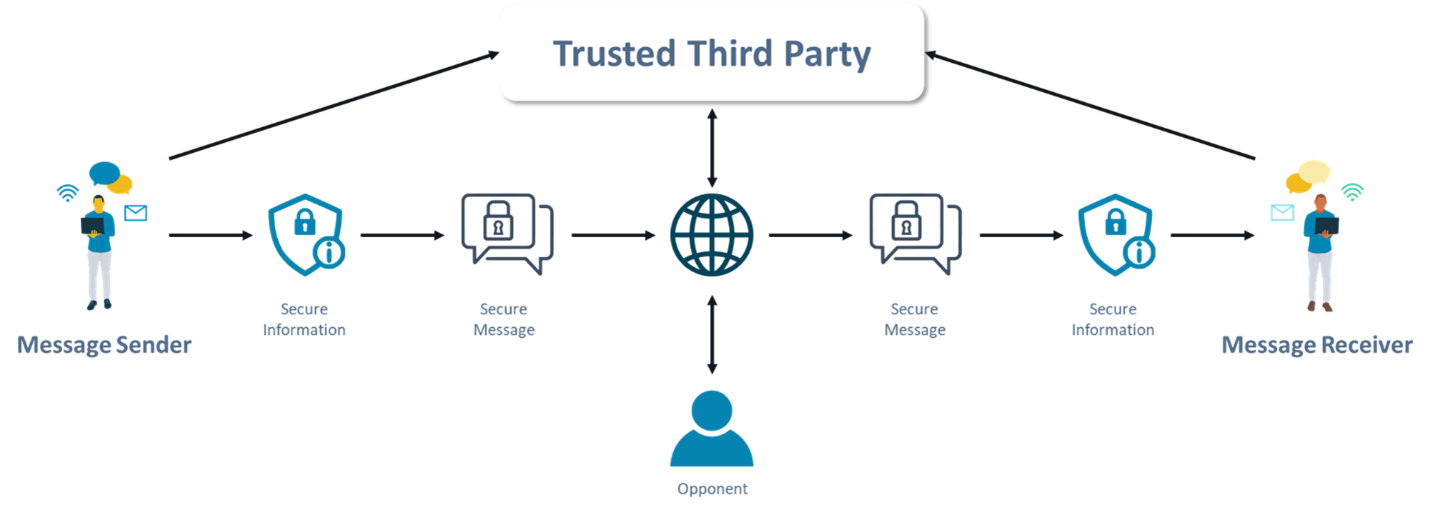 Trusted Third Party
Secure
Information
Secure
Message
Secure
Message
Secure
Information
Message Sender
Message Receiver
Opponent